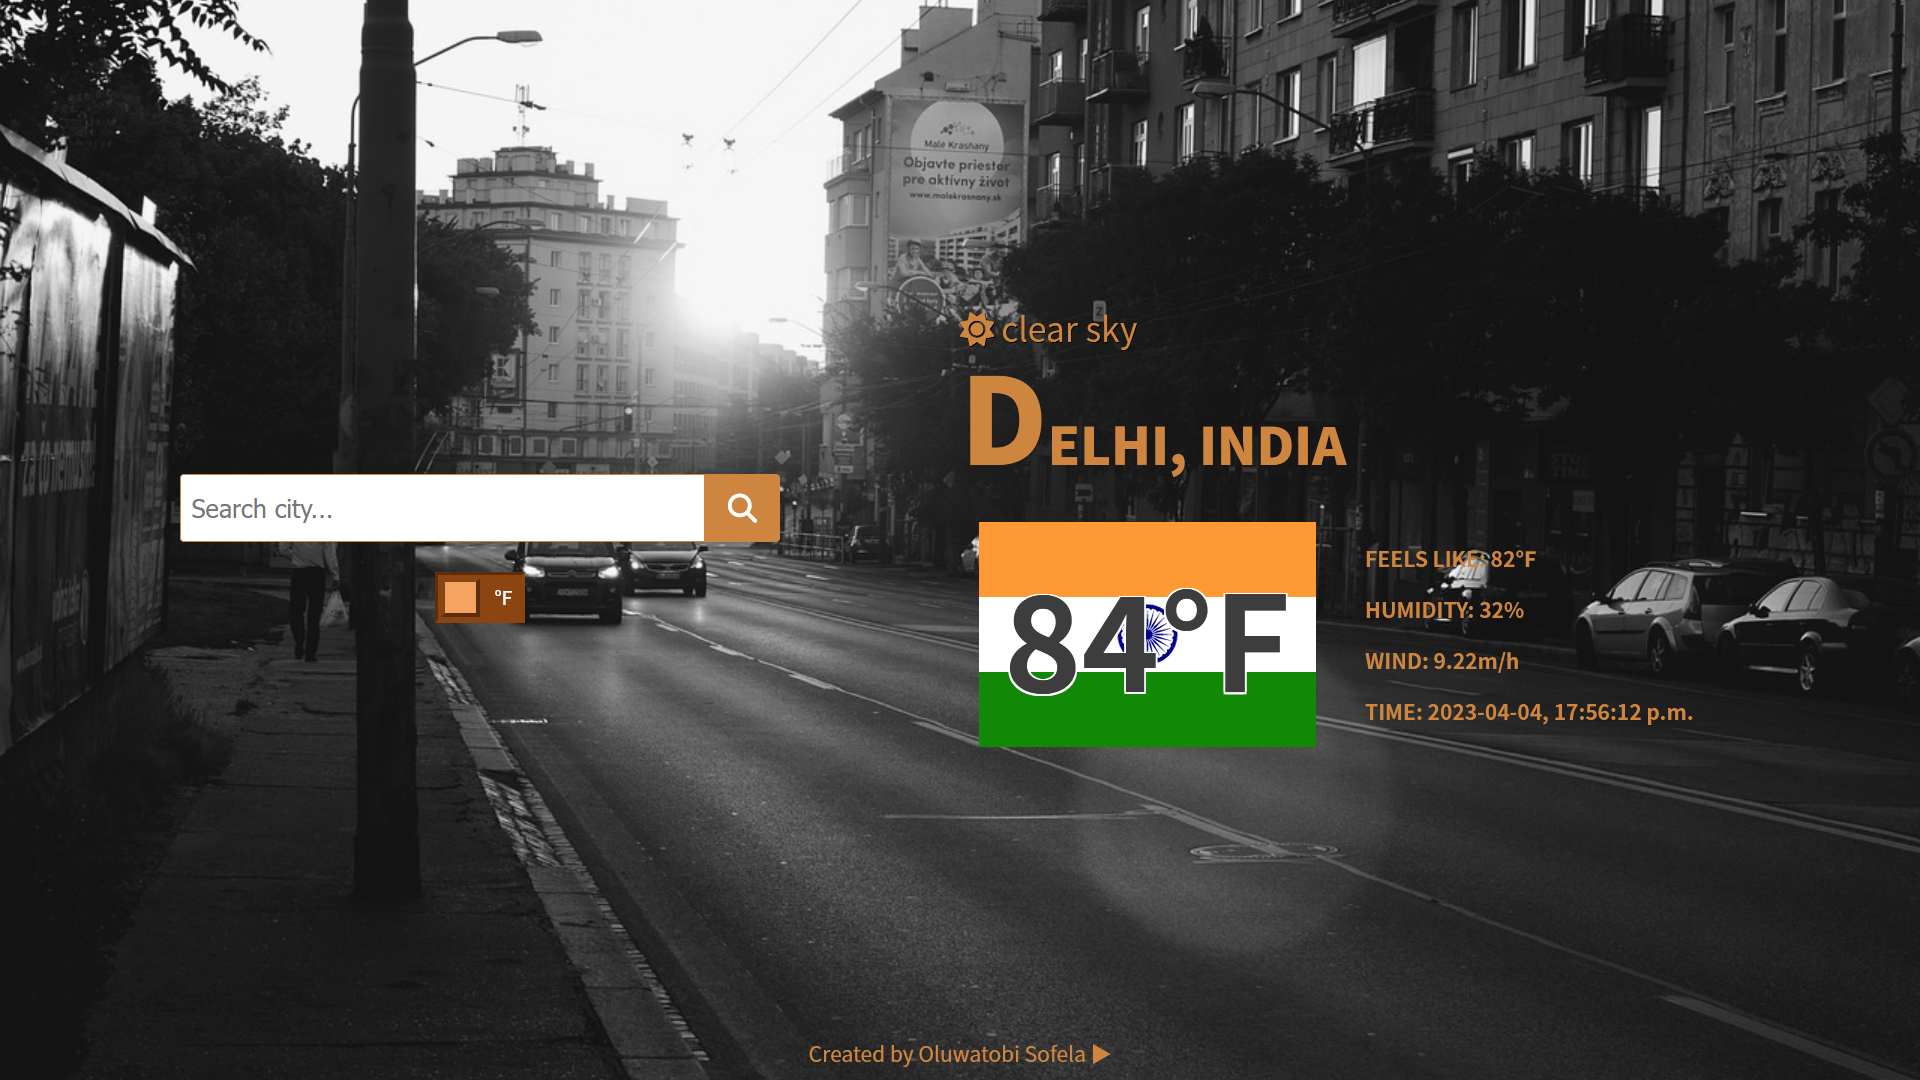 Male Krasňany
Objavte priestor
pre aktívny život
www.malekrasnany.sk
clear sky
DELHI, INDIA
Search city...
°F
84°F
FEELS LIKE: 82°F
HUMIDITY: 32%
WIND: 9.22m/h
TIME: 2023-04-04, 17:56:12 p.m.
Created by Oluwatobi Sofela